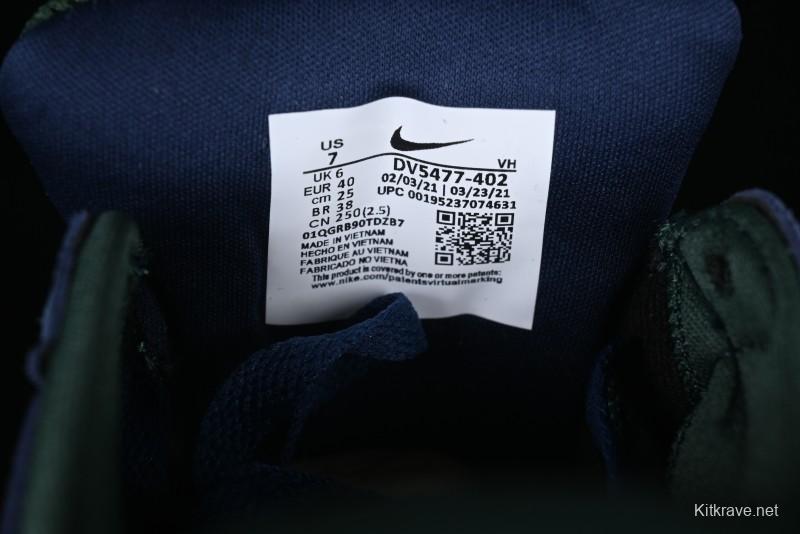 US
7
UK 6
EUR 40
cm 25
BR 38
CN 250(2.5)
01QGRB90TDZB7
MADE IN VIETNAM
HECHO EN VIETNAM
FABRIQUE AU VIETNAM
FABRICADO NO VIETNA
VH
DV5477-402
02/03/21 | 03/23/21
UPC 00195237074631
This product is covered by one or more patents:
www.nike.com/patentsvirtualmarking
Kitkrave.net